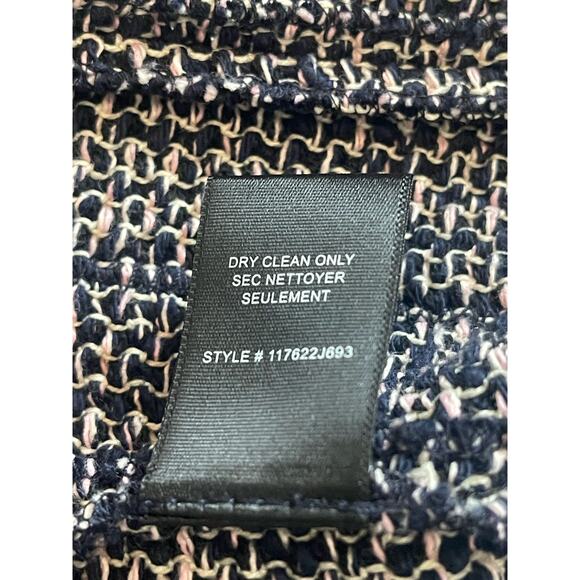 DRY CLEAN ONLY
SEC NETTOYER
SEULEMENT
STYLE # 117622J693